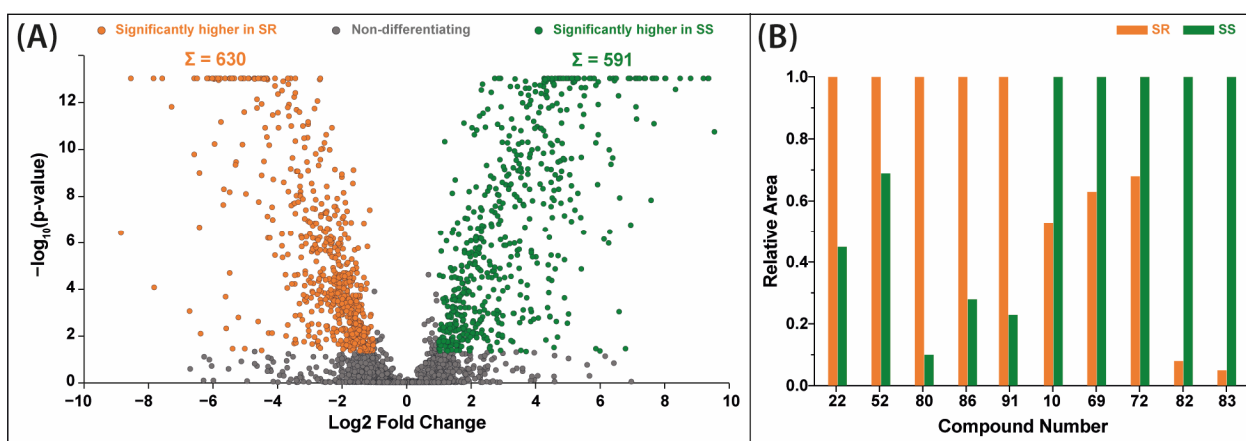 (A)
Significantly higher in SR
Non-differentiating
Significantly higher in SS
Σ = 630
Σ = 591
12
10
8
6
4
2
0
−log10(p-value)
−10
−8
−6
−4
−2
0
2
4
6
8
10
Log2 Fold Change
(B)
SR
SS
1.0
0.8
0.6
0.4
0.2
0.0
Relative Area
22
52
80
86
91
10
69
72
82
83
Compound Number